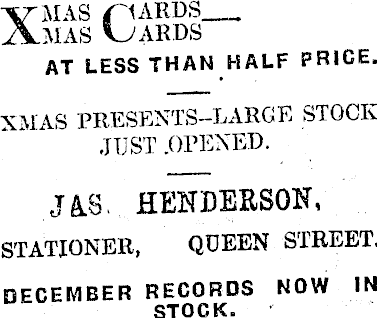 XMAS CARDS
XMAS CARDS
AT LESS THAN HALF PRICE.
XMAS PRESENTS–LARGE STOCK
JUST OPENED.
JAS. HENDERSON,
STATIONER, QUEEN STREET.
DECEMBER RECORDS NOW IN
STOCK.